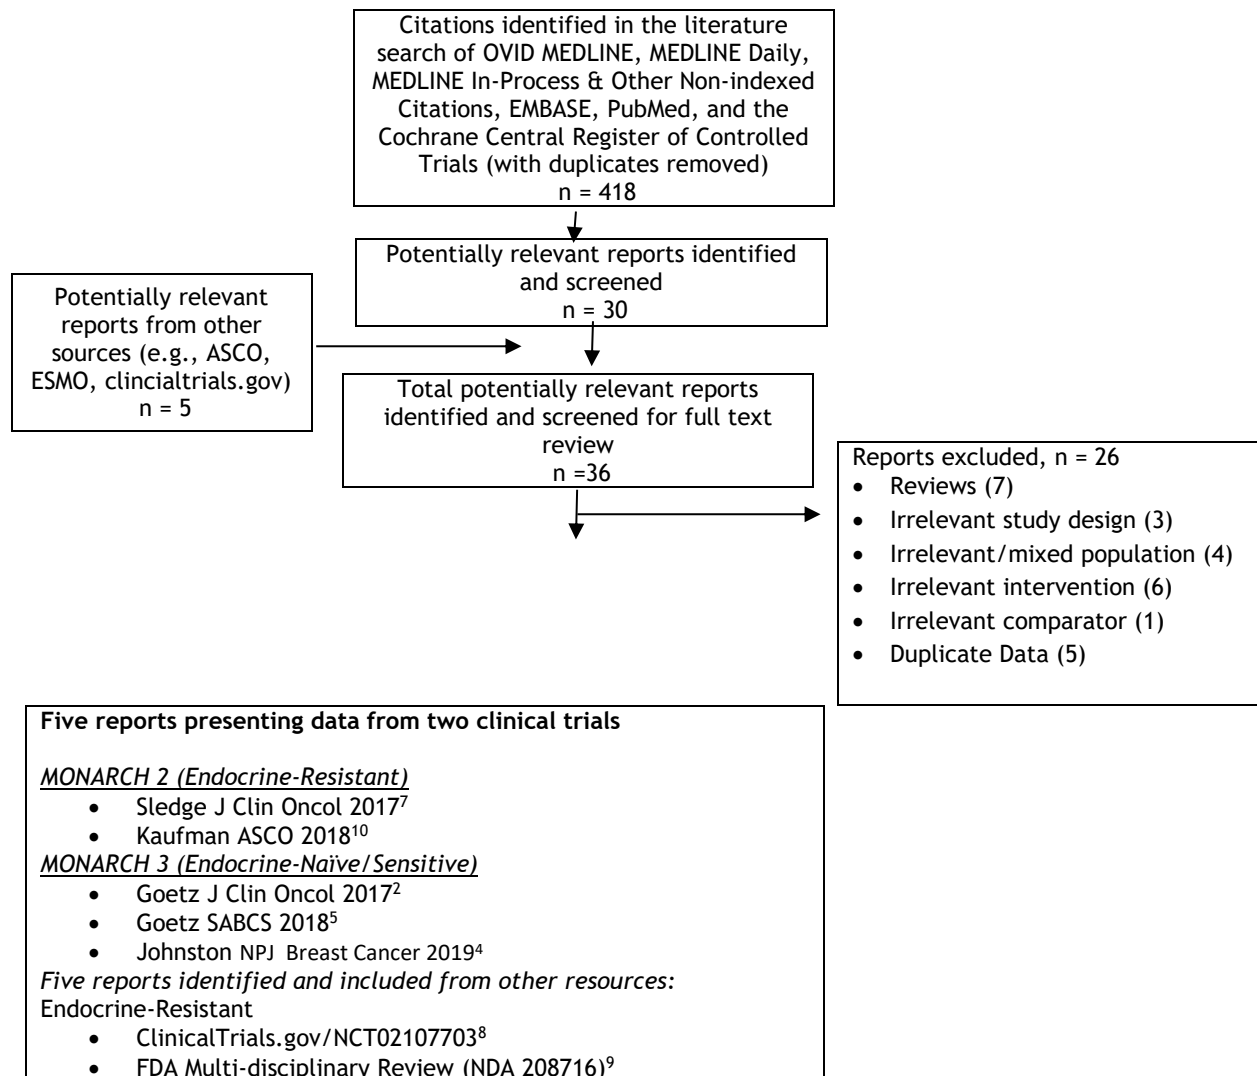 Citations identified in the literature
search of OVID MEDLINE, MEDLINE Daily,
MEDLINE In-Process & Other Non-indexed
Citations, EMBASE, PubMed, and the
Cochrane Central Register of Controlled
Trials (with duplicates removed)
n = 418
Potentially relevant reports identified
and screened
n = 30
Potentially relevant
reports from other
sources (e.g., ASCO,
ESMO, clincialtrials.gov)
n = 5
Total potentially relevant reports
identified and screened for full text
review
n =36
Reports excluded, n = 26
• Reviews (7)
• Irrelevant study design (3)
• Irrelevant/mixed population (4)
• Irrelevant intervention (6)
• Irrelevant comparator (1)
• Duplicate Data (5)
Five reports presenting data from two clinical trials
MONARCH 2 (Endocrine-Resistant)
• Sledge J Clin Oncol 2017⁷
• Kaufman ASCO 2018¹⁰
MONARCH 3 (Endocrine-Naïve/Sensitive)
• Goetz J Clin Oncol 2017²
• Goetz SABCS 2018⁵
• Johnston NPJ Breast Cancer 2019⁴
Five reports identified and included from other resources:
Endocrine-Resistant
• ClinicalTrials.gov/NCT02107703⁸
• FDA Multi-disciplinary Review (NDA 208716)⁹